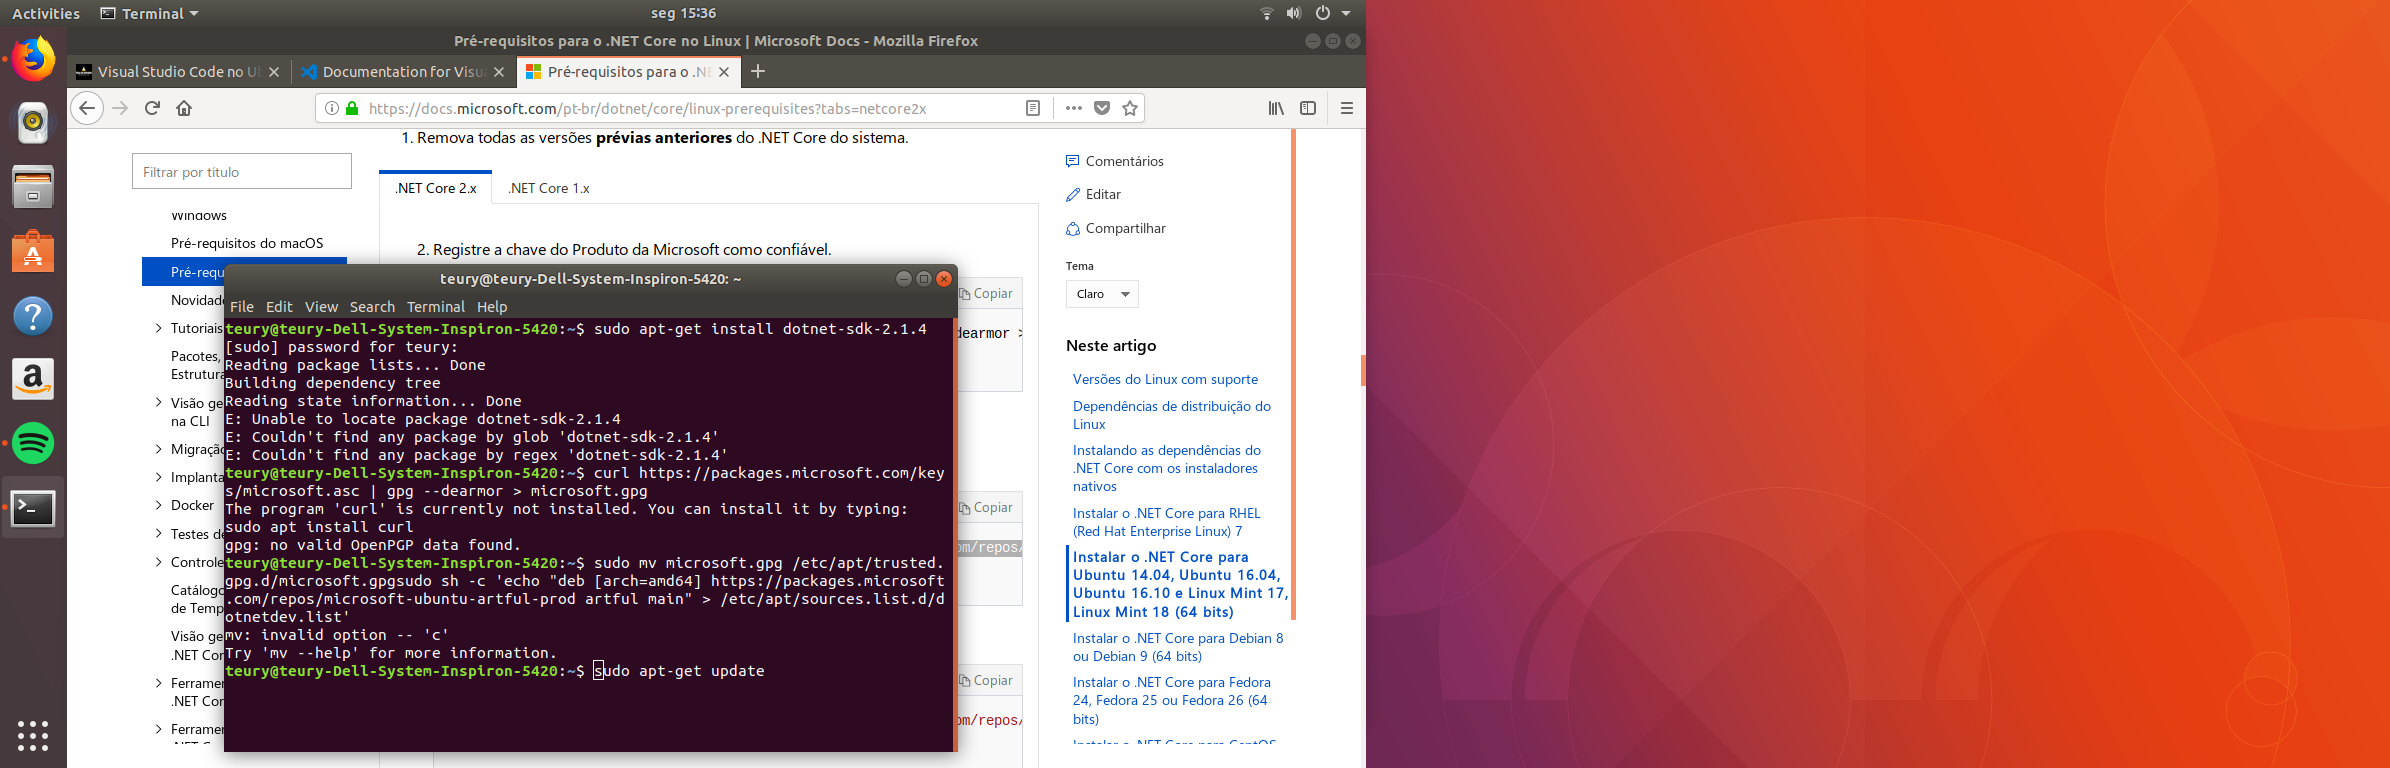 Activities
Terminal
seg 15:36
Pré-requisitos para o .NET Core no Linux | Microsoft Docs - Mozilla Firefox
Visual Studio Code no Ub
Documentation for Visua
Pré-requisitos para o .NE
https://docs.microsoft.com/pt-br/dotnet/core/linux-prerequisites?tabs=netcore2x
1. Remova todas as versões prévias anteriores do .NET Core do sistema.
Filtrar por título
.NET Core 2.x
.NET Core 1.x
2. Registre a chave do Produto da Microsoft como confiável.
Windows
Pré-requisitos do macOS
Pré-requ
Novidade
Tutoriais
Pacotes,
Estrutura
Visão ge
na CLI
Migração
Implanta
Docker
Testes de
Controle
Catálogo
de Temp
Visão ge
.NET Cor
Ferramen
.NET Cor
Ferramen
teury@teury-Dell-System-Inspiron-5420: ~
File Edit View Search Terminal Help
teury@teury-Dell-System-Inspiron-5420:~$ sudo apt-get install dotnet-sdk-2.1.4
[sudo] password for teury:
Reading package lists... Done
Building dependency tree
Reading state information... Done
E: Unable to locate package dotnet-sdk-2.1.4
E: Couldn't find any package by glob 'dotnet-sdk-2.1.4'
E: Couldn't find any package by regex 'dotnet-sdk-2.1.4'
teury@teury-Dell-System-Inspiron-5420:~$ curl https://packages.microsoft.com/key
s/microsoft.asc | gpg --dearmor > microsoft.gpg
The program 'curl' is currently not installed. You can install it by typing:
sudo apt install curl
gpg: no valid OpenPGP data found.
teury@teury-Dell-System-Inspiron-5420:~$ sudo mv microsoft.gpg /etc/apt/trusted.
gpg.d/microsoft.gpgsudo sh -c 'echo "deb [arch=amd64] https://packages.microsoft
.com/repos/microsoft-ubuntu-artful-prod artful main" > /etc/apt/sources.list.d/d
otnetdev.list'
mv: invalid option -- 'c'
Try 'mv --help' for more information.
teury@teury-Dell-System-Inspiron-5420:~$ sudo apt-get update
Copiar
dearmor >
Copiar
om/repos/
Copiar
om/repos/
Comentários
Editar
Compartilhar
Tema
Claro
Neste artigo
Versões do Linux com suporte
Dependências de distribuição do
Linux
Instalando as dependências do
.NET Core com os instaladores
nativos
Instalar o .NET Core para RHEL
(Red Hat Enterprise Linux) 7
Instalar o .NET Core para
Ubuntu 14.04, Ubuntu 16.04,
Ubuntu 16.10 e Linux Mint 17,
Linux Mint 18 (64 bits)
Instalar o .NET Core para Debian 8
ou Debian 9 (64 bits)
Instalar o .NET Core para Fedora
24, Fedora 25 ou Fedora 26 (64
bits)
Instalar o .NET Core para CentOS